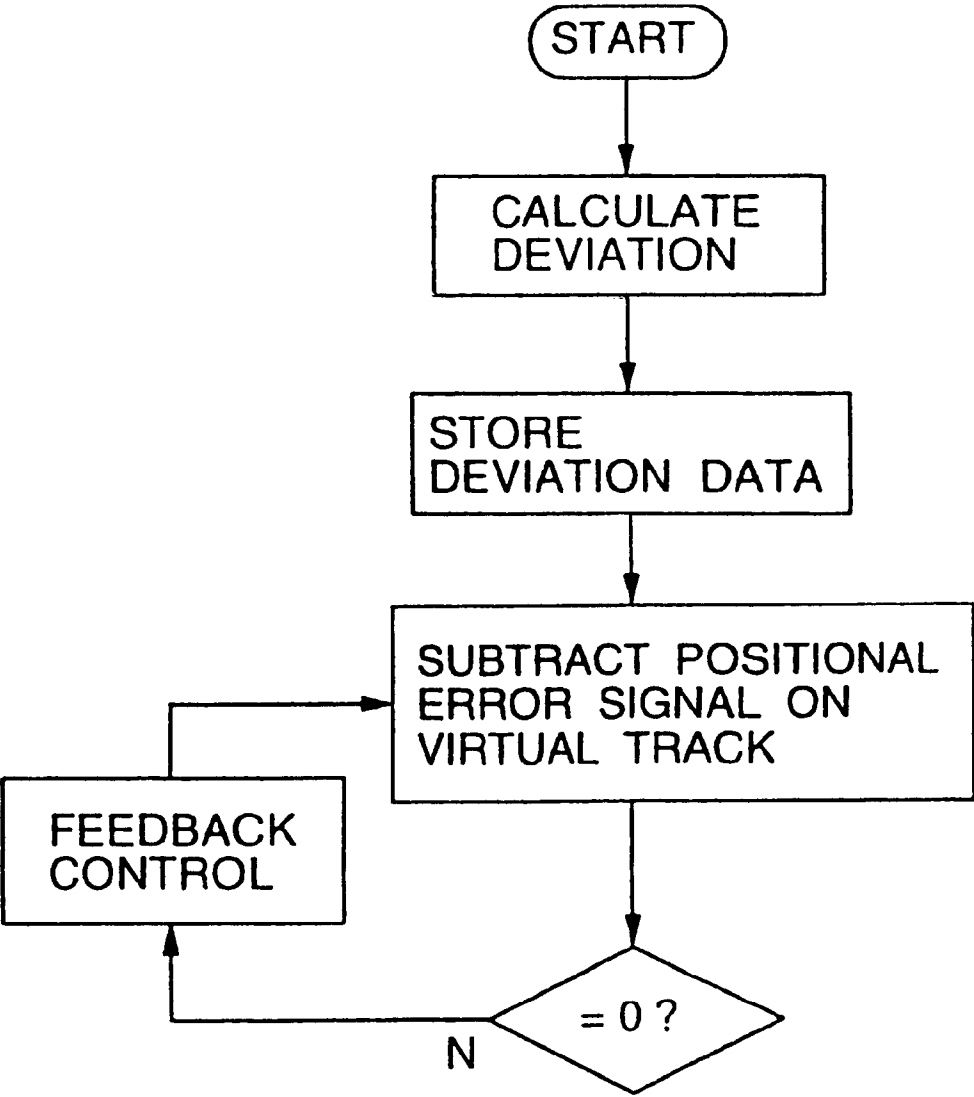 START
CALCULATE
DEVIATION
STORE
DEVIATION DATA
SUBTRACT POSITIONAL
ERROR SIGNAL ON
VIRTUAL TRACK
FEEDBACK
CONTROL
= 0 ?
N